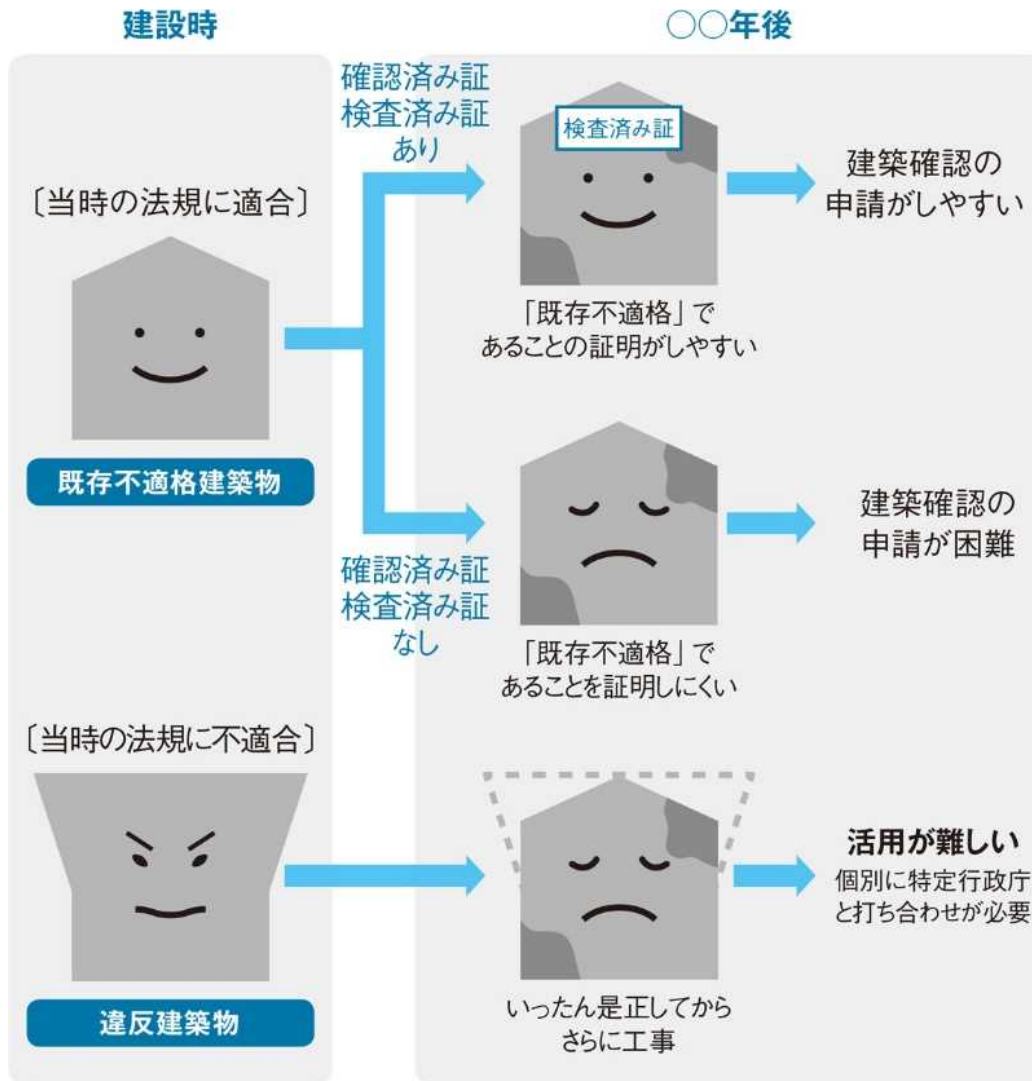 建設時
○○年後
〔当時の法規に適合〕
既存不適格建築物
確認済み証
検査済み証
あり
検査済み証
「既存不適格」で
あることの証明がしやすい
建築確認の
申請がしやすい
確認済み証
検査済み証
なし
「既存不適格」で
あることを証明しにくい
建築確認の
申請が困難
〔当時の法規に不適合〕
違反建築物
いったん是正してから
さらに工事
活用が難しい
個別に特定行政庁
と打ち合わせが必要